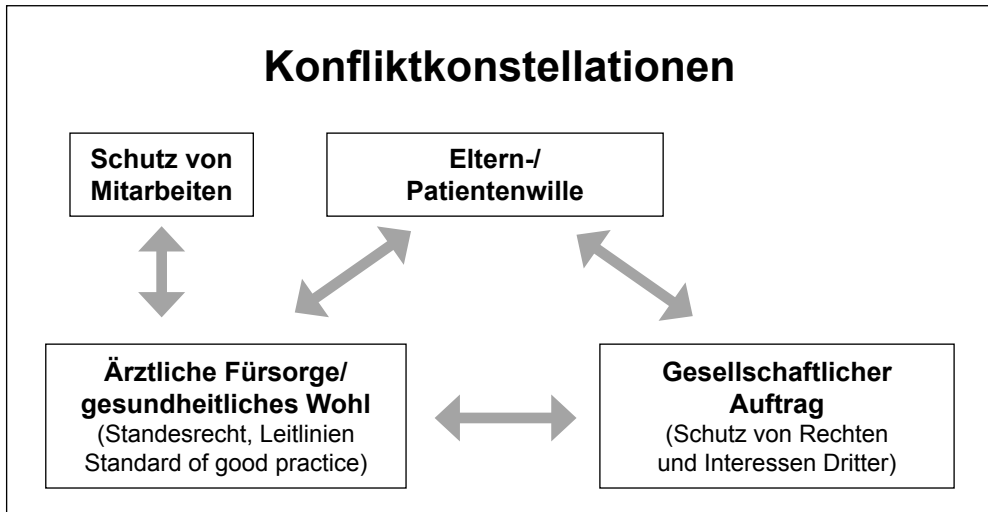 Konfliktkonstellationen
Schutz von
Mitarbeiten
Eltern-/
Patientenwille
Ärztliche Fürsorge/
gesundheitliches Wohl
(Standesrecht, Leitlinien
Standard of good practice)
Gesellschaftlicher
Auftrag
(Schutz von Rechten
und Interessen Dritter)